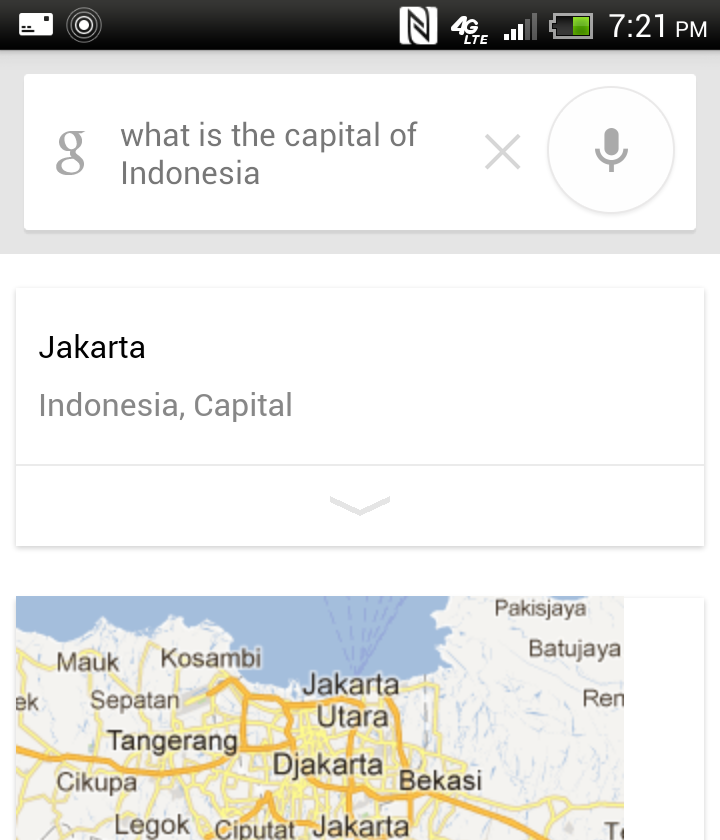 4G LTE 7:21 PM
g what is the capital of
Indonesia
Jakarta
Indonesia, Capital
Pakisjaya
Mauk Kosambi Batujaya
ek Sepatan Jakarta Ren
Utara
Tangerang
Djakarta
Cikupa Bekasi
Legok Ciputat Jakarta Te